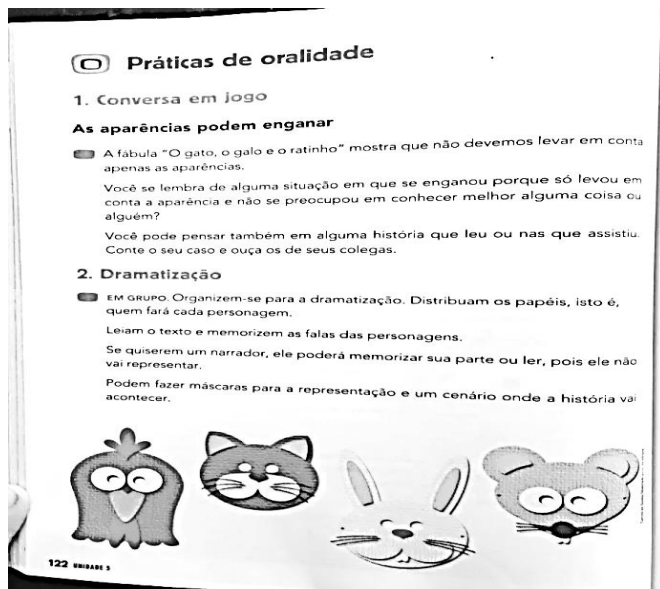 Práticas de oralidade
1. Conversa em jogo
As aparências podem enganar
A fábula "O gato, o galo e o ratinho" mostra que não devemos levar em conta
apenas as aparências.
Você se lembra de alguma situação em que se enganou porque só levou em
conta a aparência e não se preocupou em conhecer melhor alguma coisa ou
alguém?
Você pode pensar também em alguma história que leu ou nas que assistiu.
Conte o seu caso e ouça os de seus colegas.
2. Dramatização
EM GRUPO. Organizem-se para a dramatização. Distribuam os papéis, isto é,
quem fará cada personagem.
Leiam o texto e memorizem as falas das personagens.
Se quiserem um narrador, ele poderá memorizar sua parte ou ler, pois ele não
vai representar.
Podem fazer máscaras para a representação e um cenário onde a história vai
acontecer.
122 UNIDADE 5